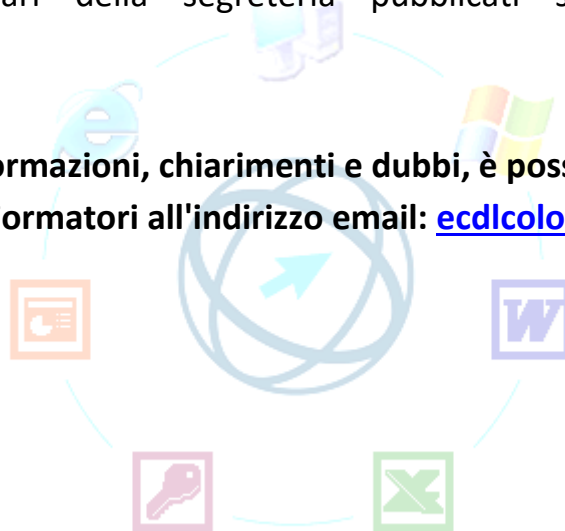 ari della segreteria pubblicati s
ormazioni, chiarimenti e dubbi, è poss
ormatori all'indirizzo email: ecdlcolo